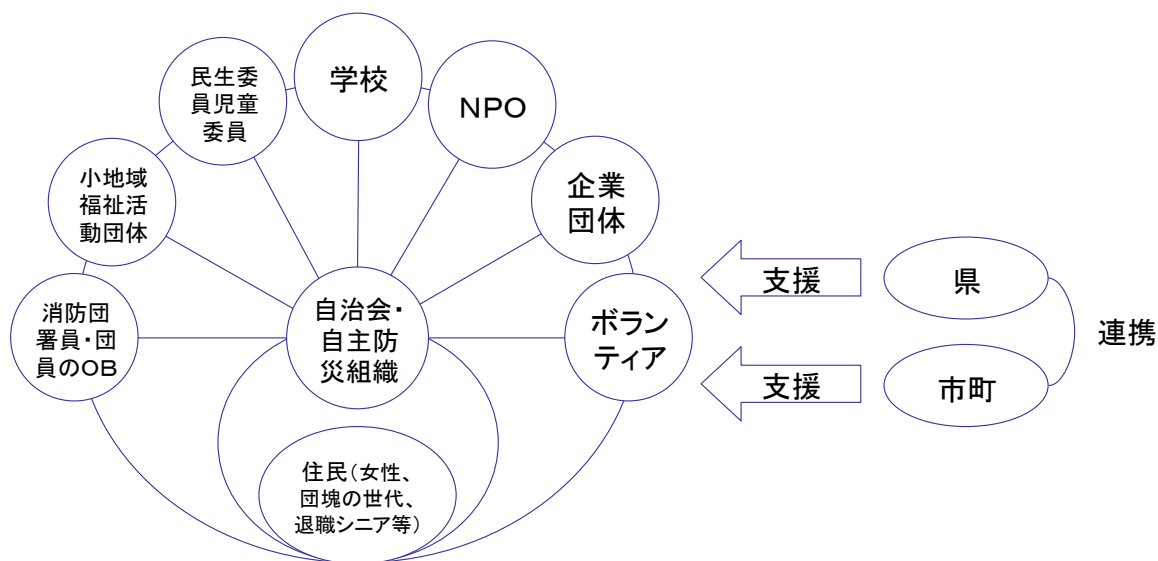 学校
民生委
員児童
委員
NPO
小地域
福祉活
動団体
企業
団体
消防団
署員・団
員のOB
自治会・
自主防
災組織
ボラン
ティア
住民(女性、
団塊の世代、
退職シニア等)
支援
県
連携
支援
市町